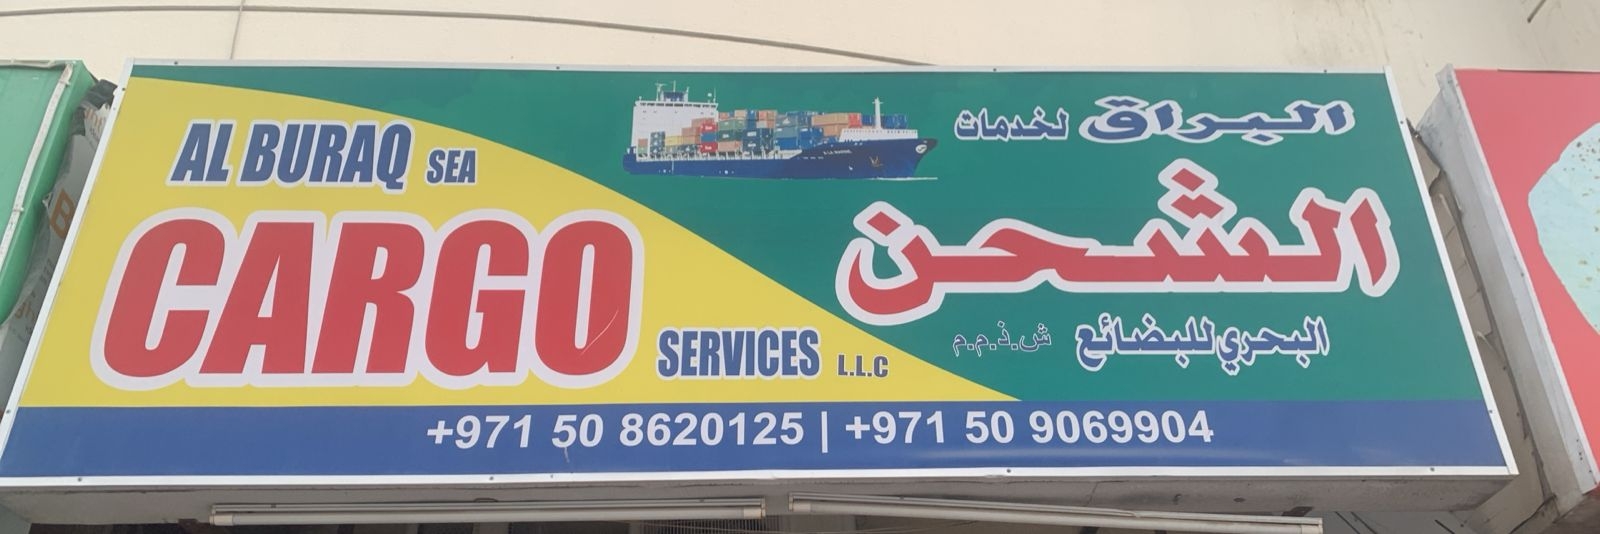 AL BURAQ SEA
CARGO
SERVICES L.L.C
البراق لخدمات
الشحن
البحري للبضائع ش.ذ.م.م
+971 50 8620125 | +971 50 9069904